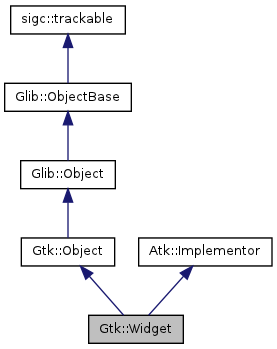 sigc::trackable
Glib::ObjectBase
Glib::Object
Gtk::Object
Atk::Implementor
Gtk::Widget